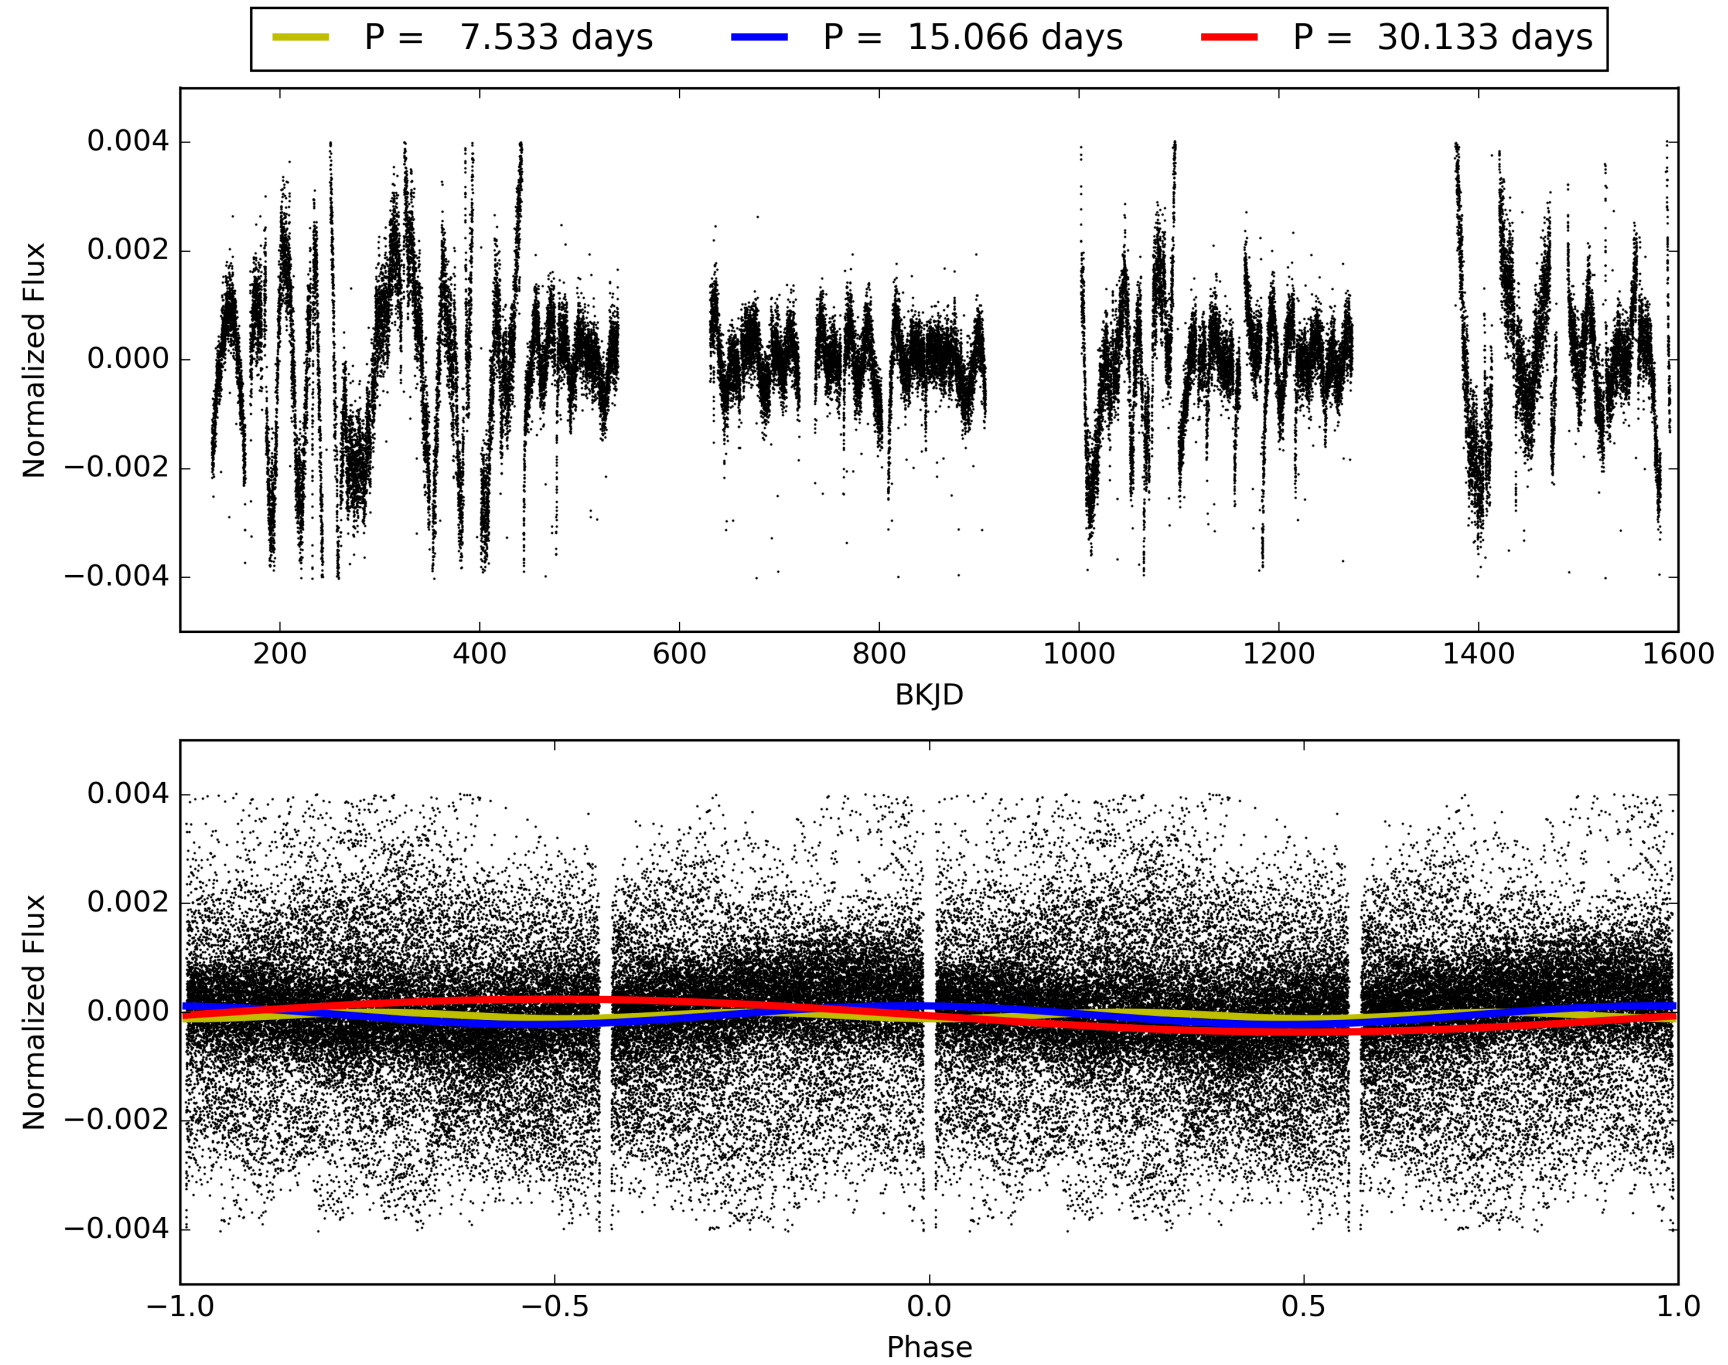 P = 7.533 days P = 15.066 days P = 30.133 days
0.004
0.002
0.000
−0.002
−0.004
Normalized Flux
200 400 600 800 1000 1200 1400 1600
BKJD
0.004
0.002
0.000
−0.002
−0.004
Normalized Flux
−1.0 −0.5 0.0 0.5 1.0
Phase